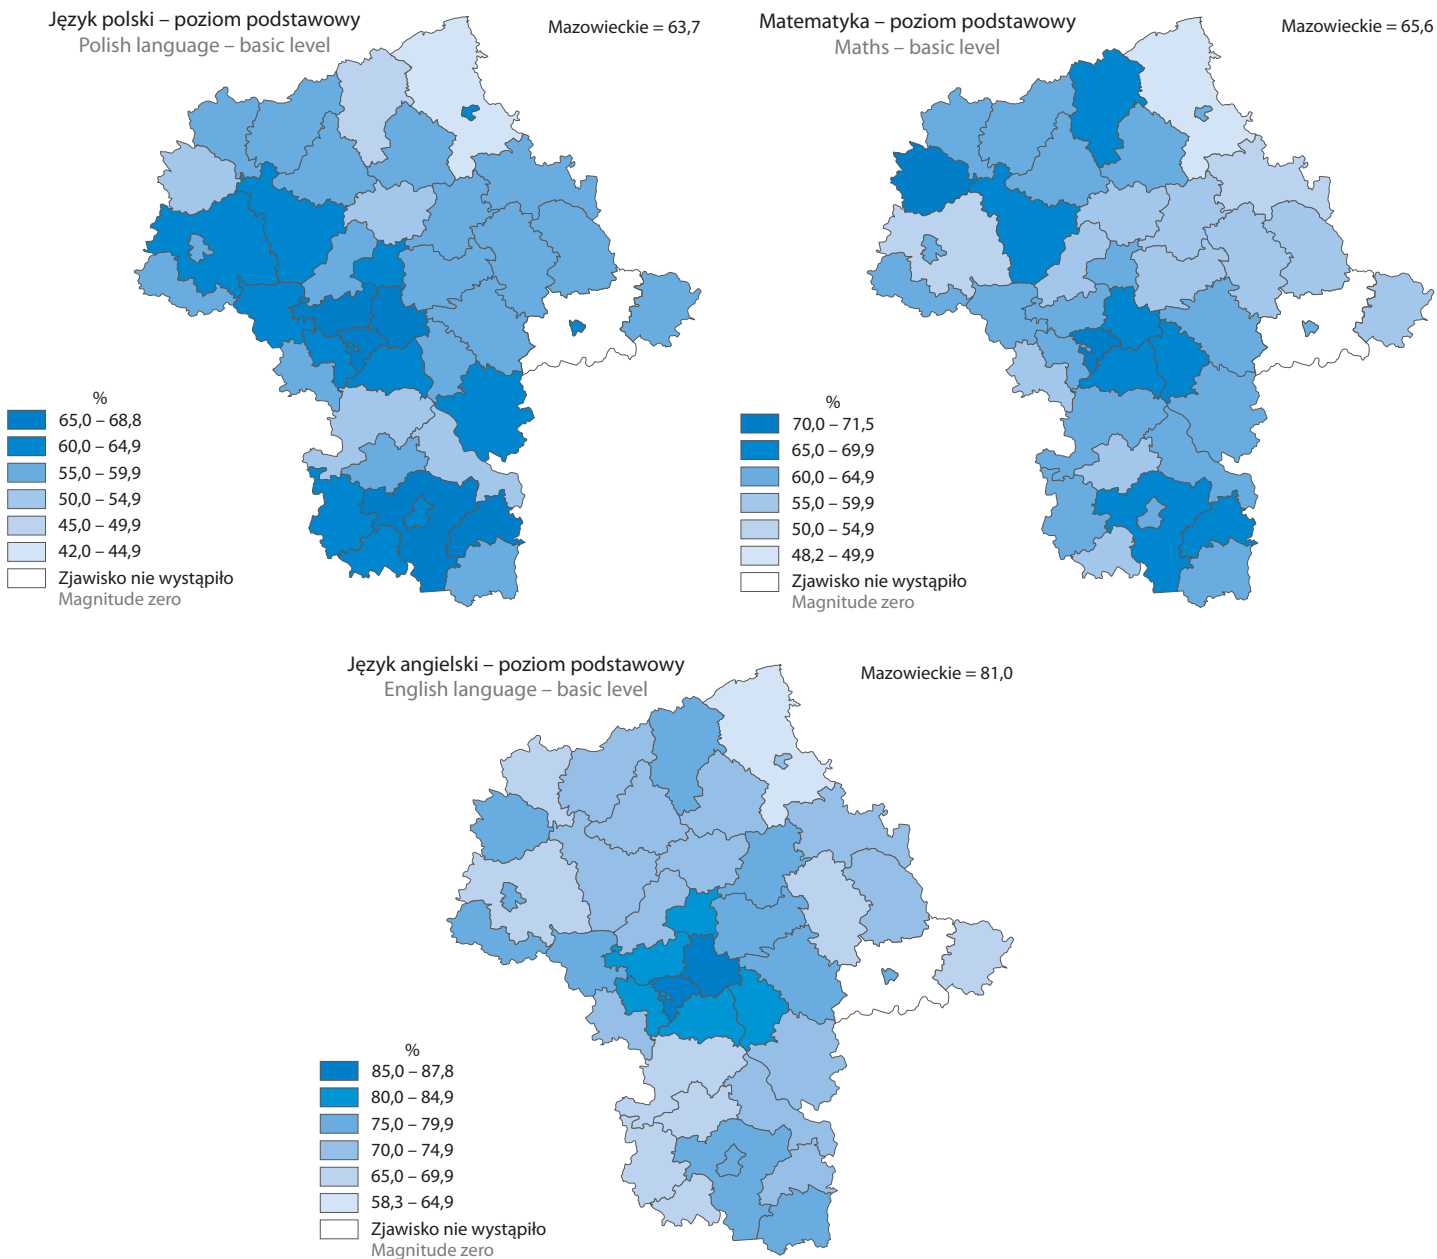 Język polski – poziom podstawowy
Polish language – basic level
Mazowieckie = 63,7
%
65,0 – 68,8
60,0 – 64,9
55,0 – 59,9
50,0 – 54,9
45,0 – 49,9
42,0 – 44,9
Zjawisko nie wystąpiło
Magnitude zero
Matematyka – poziom podstawowy
Maths – basic level
Mazowieckie = 65,6
%
70,0 – 71,5
65,0 – 69,9
60,0 – 64,9
55,0 – 59,9
50,0 – 54,9
48,2 – 49,9
Zjawisko nie wystąpiło
Magnitude zero
Język angielski – poziom podstawowy
English language – basic level
Mazowieckie = 81,0
%
85,0 – 87,8
80,0 – 84,9
75,0 – 79,9
70,0 – 74,9
65,0 – 69,9
58,3 – 64,9
Zjawisko nie wystąpiło
Magnitude zero